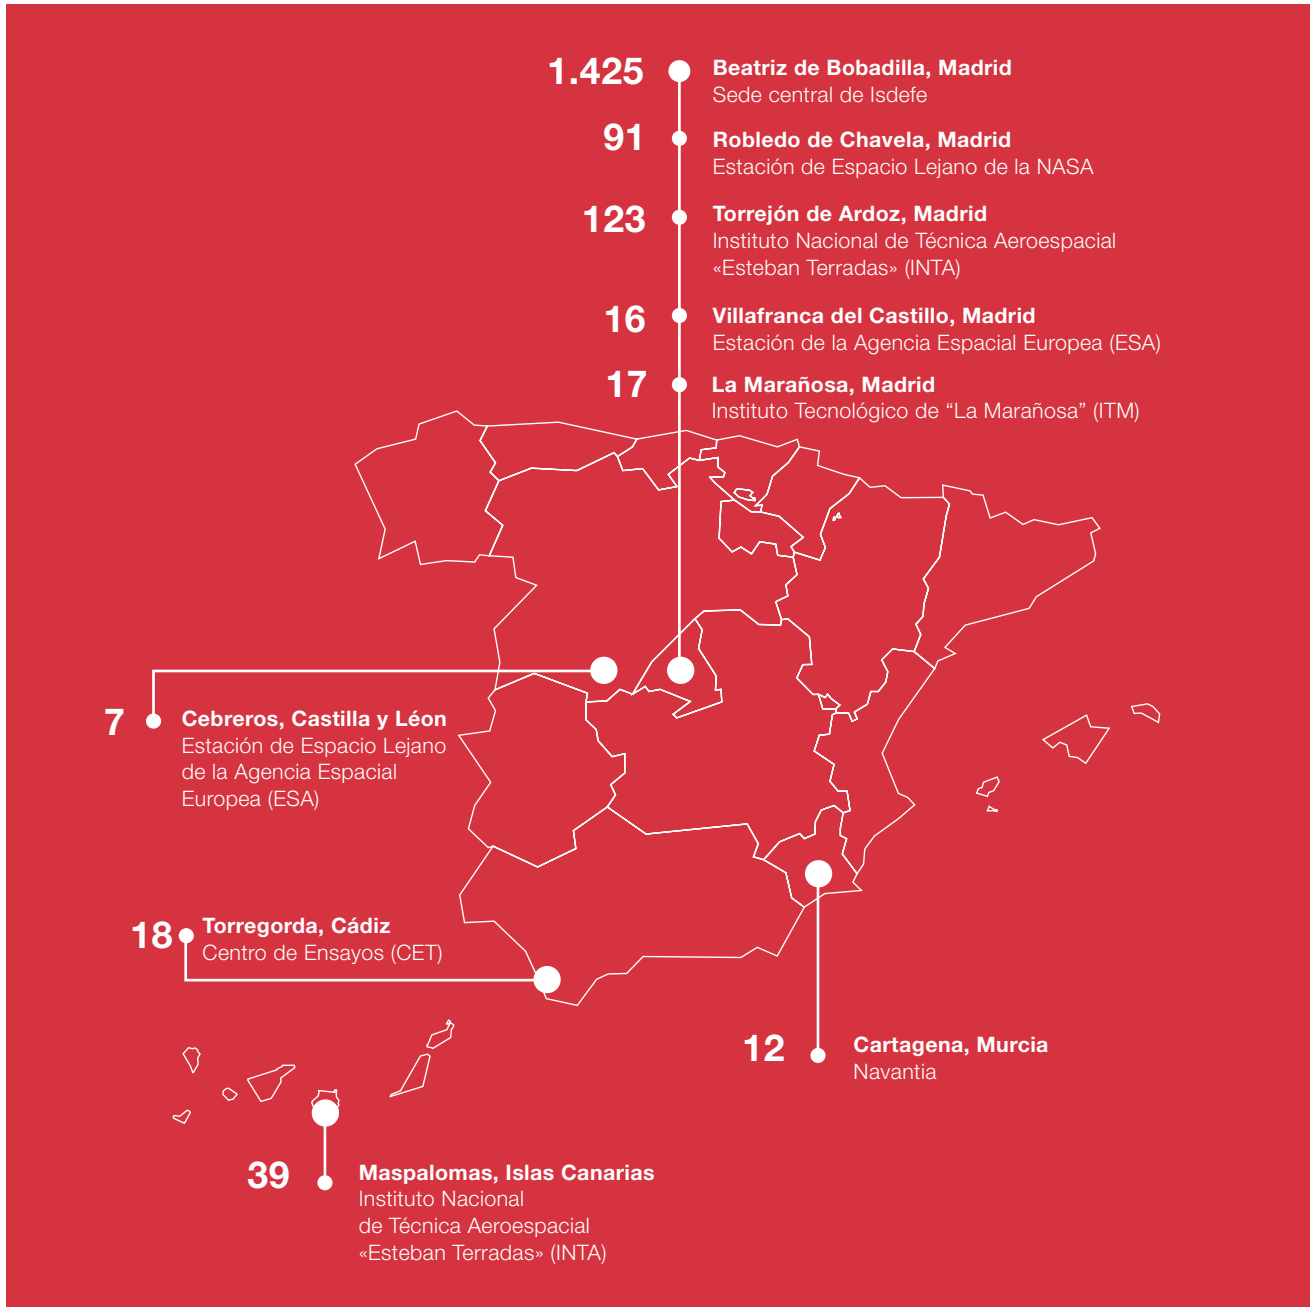 1.425
Beatriz de Bobadilla, Madrid
Sede central de Isdefe
91
Robledo de Chavela, Madrid
Estación de Espacio Lejano de la NASA
123
Torrejón de Ardoz, Madrid
Instituto Nacional de Técnica Aeroespacial
«Esteban Terradas» (INTA)
16
Villafranca del Castillo, Madrid
Estación de la Agencia Espacial Europea (ESA)
17
La Marañosa, Madrid
Instituto Tecnológico de “La Marañosa” (ITM)
7
Cebreros, Castilla y Léon
Estación de Espacio Lejano
de la Agencia Espacial
Europea (ESA)
18
Torregorda, Cádiz
Centro de Ensayos (CET)
12
Cartagena, Murcia
Navantia
39
Maspalomas, Islas Canarias
Instituto Nacional
de Técnica Aeroespacial
«Esteban Terradas» (INTA)